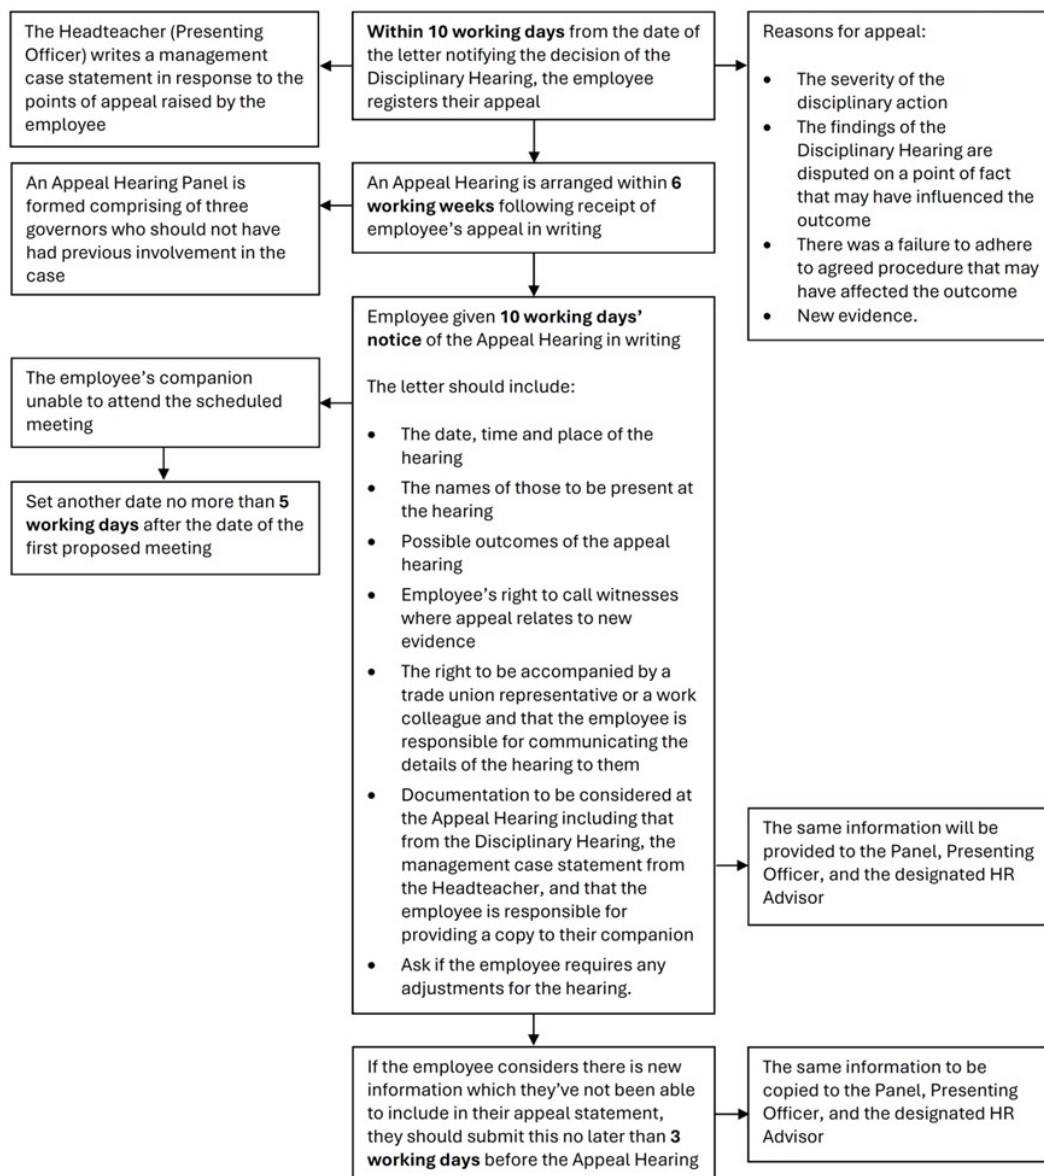 The Headteacher (Presenting
Officer) writes a management
case statement in response to the
points of appeal raised by the
employee
Within 10 working days from the date of
the letter notifying the decision of the
Disciplinary Hearing, the employee
registers their appeal
Reasons for appeal:
• The severity of the
disciplinary action
• The findings of the
Disciplinary Hearing are
disputed on a point of fact
that may have influenced the
outcome
• There was a failure to adhere
to agreed procedure that may
have affected the outcome
• New evidence.
An Appeal Hearing Panel is
formed comprising of three
governors who should not have
had previous involvement in the
case
An Appeal Hearing is arranged within 6
working weeks following receipt of
employee's appeal in writing
Employee given 10 working days'
notice of the Appeal Hearing in writing
The letter should include:
• The date, time and place of the
hearing
• The names of those to be present at
the hearing
• Possible outcomes of the appeal
hearing
• Employee's right to call witnesses
where appeal relates to new
evidence
• The right to be accompanied by a
trade union representative or a work
colleague and that the employee is
responsible for communicating the
details of the hearing to them
• Documentation to be considered at
the Appeal Hearing including that
from the Disciplinary Hearing, the
management case statement from
the Headteacher, and that the
employee is responsible for
providing a copy to their companion
• Ask if the employee requires any
adjustments for the hearing.
The employee's companion
unable to attend the scheduled
meeting
Set another date no more than 5
working days after the date of the
first proposed meeting
The same information will be
provided to the Panel, Presenting
Officer, and the designated HR
Advisor
If the employee considers there is new
information which they've not been able
to include in their appeal statement,
they should submit this no later than 3
working days before the Appeal Hearing
The same information to be
copied to the Panel, Presenting
Officer, and the designated HR
Advisor